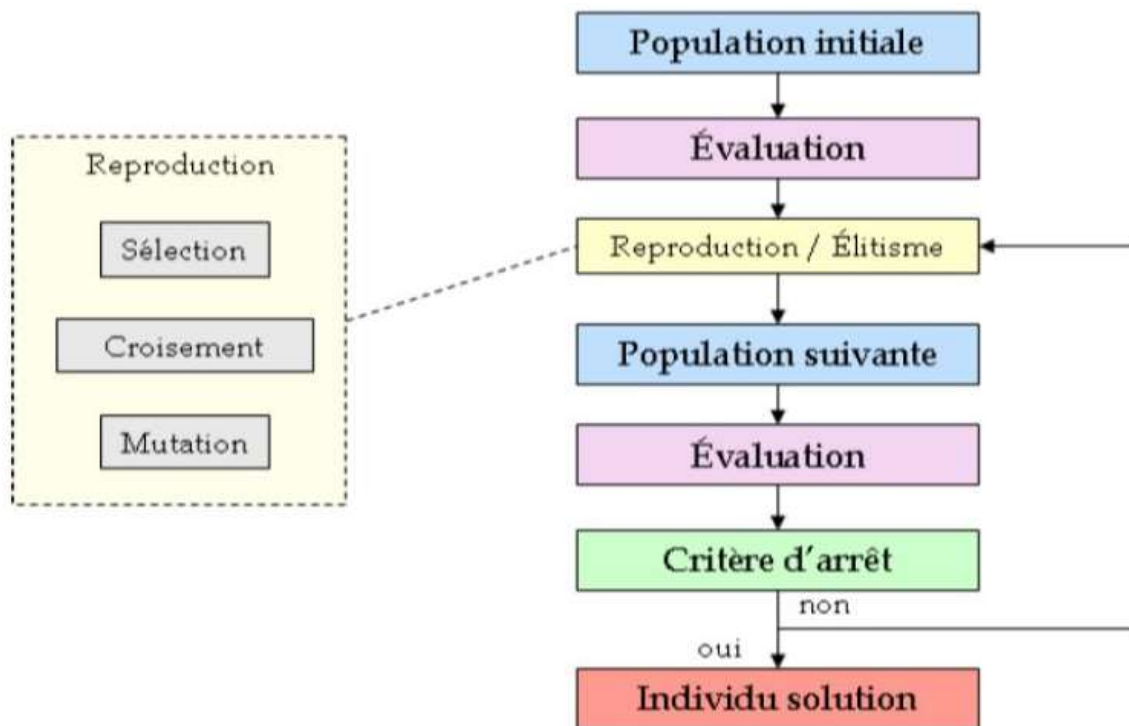 Population initiale
Évaluation
Reproduction
Sélection
Croisement
Mutation
Reproduction / Élitisme
Population suivante
Évaluation
Critère d'arrêt
non
oui
Individu solution